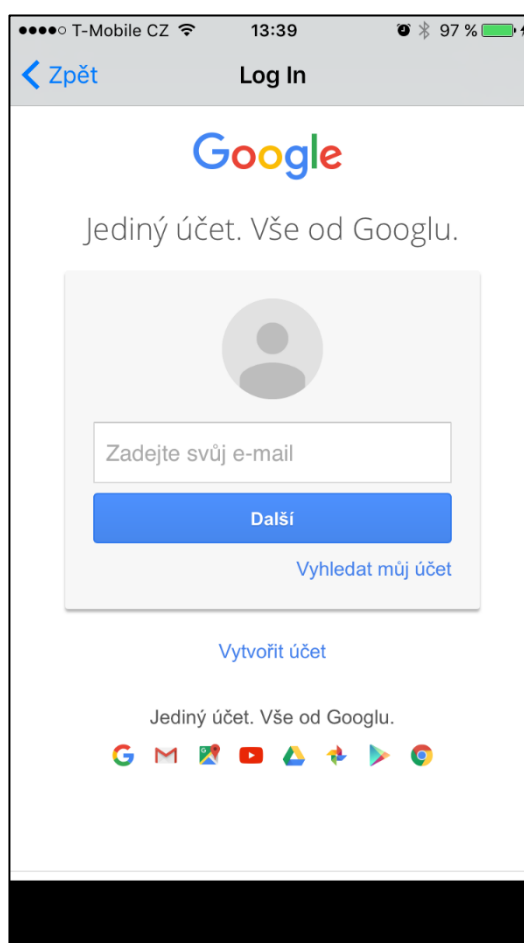 T-Mobile CZ 13:39 97 %
Zpět Log In
Google
Jediný účet. Vše od Googlu.
Zadejte svůj e-mail
Další
Vyhledat můj účet
Vytvořit účet
Jediný účet. Vše od Googlu.